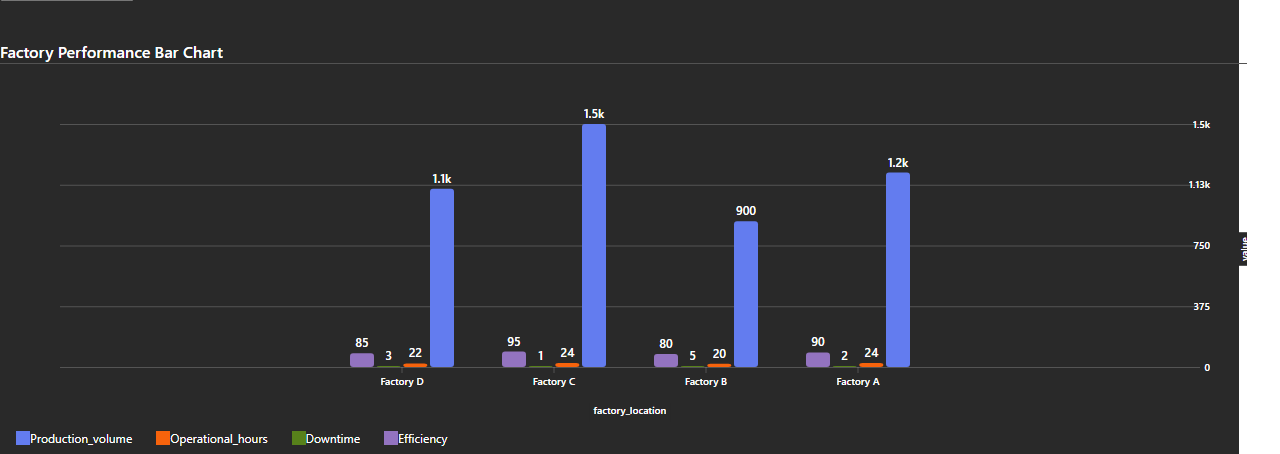 Factory Performance Bar Chart
1.5k
1.5k
1.2k
1.1k
1.13k
900
750
value
375
85
3
22
95
1
24
80
5
20
90
2
24
0
Factory D
Factory C
Factory B
Factory A
factory_location
Production_volume
Operational_hours
Downtime
Efficiency